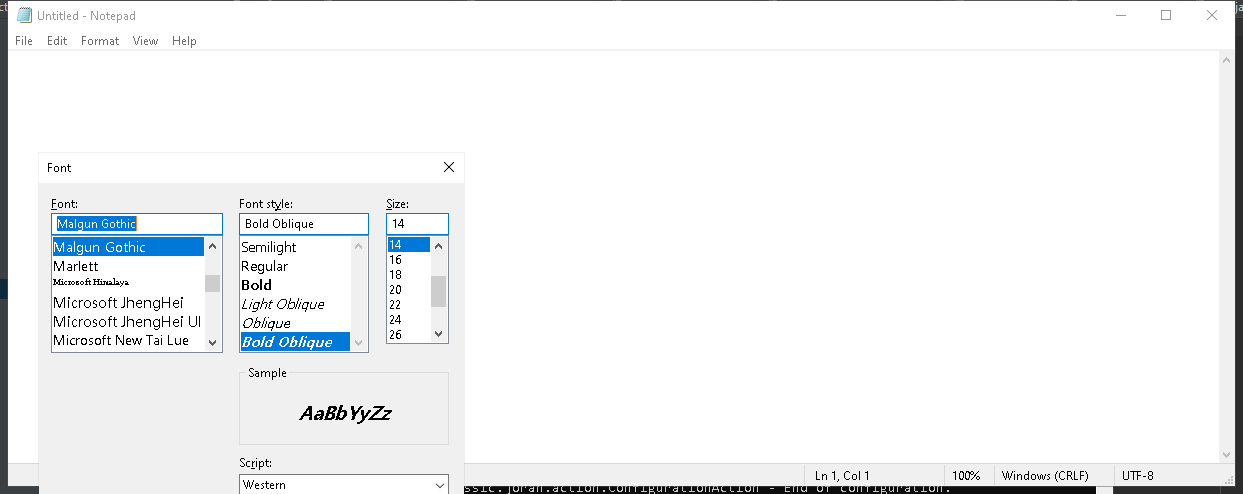 Untitled - Notepad
File Edit Format View Help
Font
Font: Font style: Size:
Malgun Gothic Bold Oblique 14
Malgun Gothic Semilight 14
Marlett Regular 16
Microsoft Himalaya Bold 18
Microsoft JhengHei Light Oblique 20
Microsoft JhengHei UI Oblique 22
Microsoft New Tai Lue Bold Oblique 24
26
Sample
AaBbYyZz
Script:
Western
Ln 1, Col 1 100% Windows (CRLF) UTF-8
ssic.joran.action.ConfigurationAction - End of configuration.